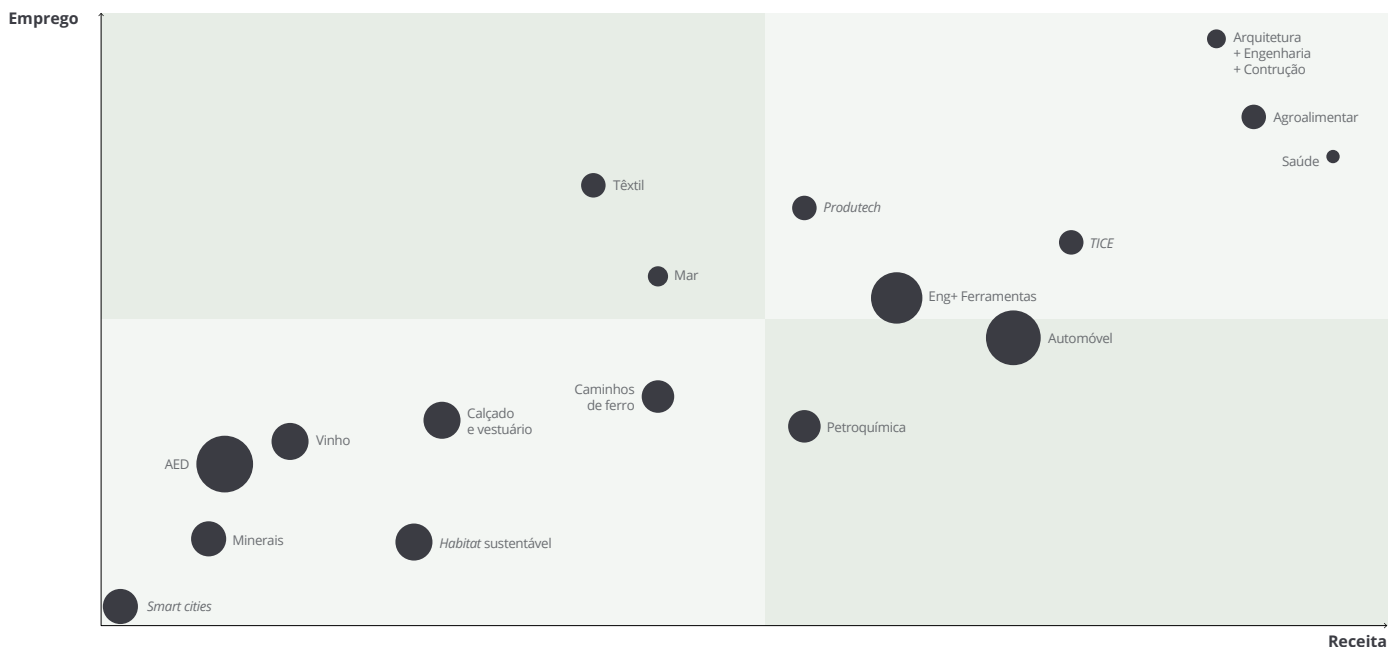 Emprego
Arquitetura
+ Engenharia
+ Contrução
Agroalimentar
Saúde
Têxtil
Produtech
TICE
Mar
Eng+ Ferramentas
Automóvel
Caminhos
de ferro
Calçado
e vestuário
Petroquímica
Vinho
AED
Minerais
Habitat sustentável
Smart cities
Receita